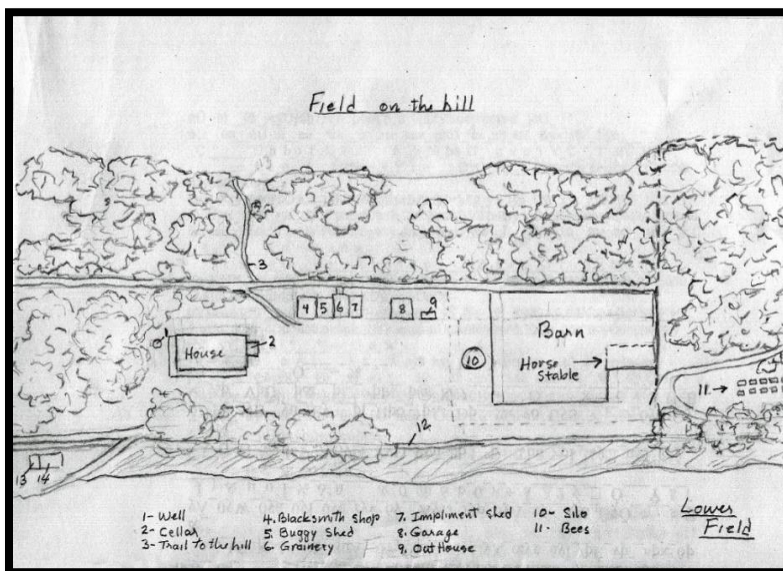 Field on the hill
3
4 5 6 7 8 9
Barn
1 House 2
10
Horse
Stable
11
12
13 14
1- Well
2- Cellar
3- Trail to the hill
4. Blacksmith shop
5. Buggy Shed
6- Grainery
7. Impliment shed
8. Garage
9. Out House
10- Silo
11- Bees
Lower
Field